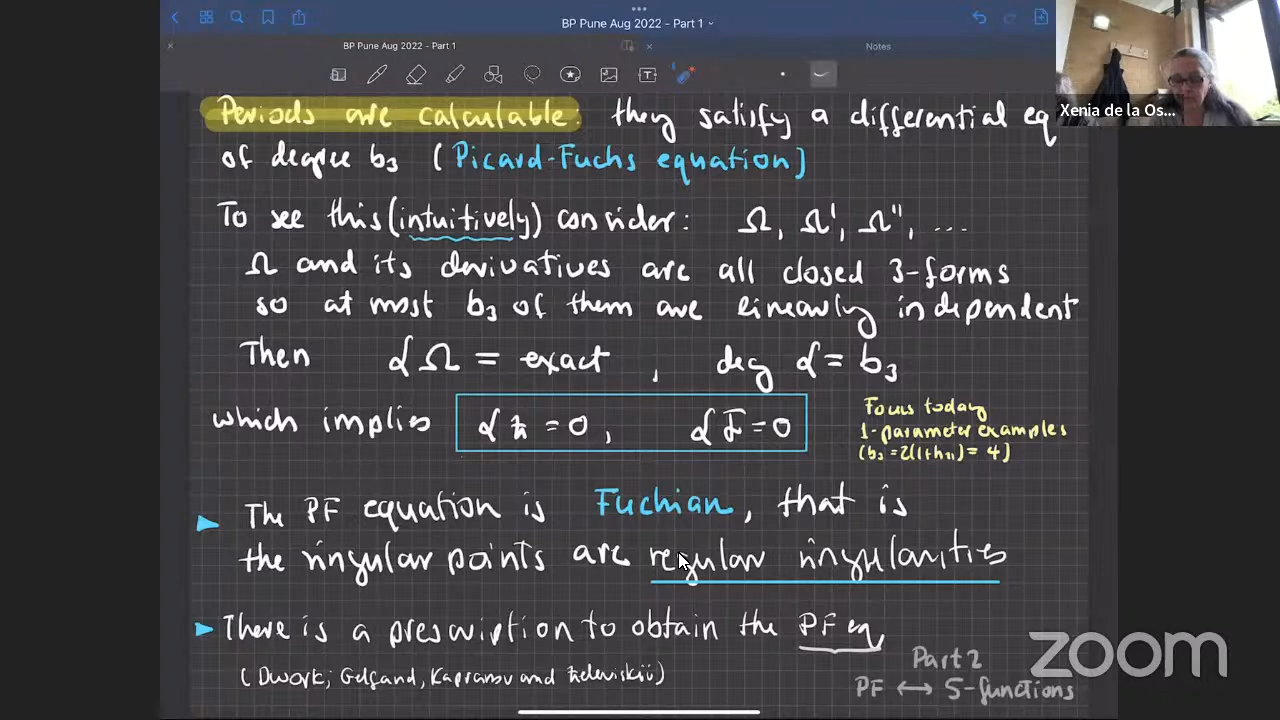 BP Pune Aug 2022 - Part 1
BP Pune Aug 2022 - Part 1
Notes
Xenia de la Os...
Periods are calculable: they satisfy a differential eq
of degree b₃ (Picard-Fuchs equation)
To see this (intuitively) consider: Ω, Ω', Ω'', ...
Ω and its derivatives are all closed 3-forms
so at most b₃ of them are linearly independent
Then ℒΩ = exact, deg ℒ = b₃
which implies ℒz = 0, ℒF = 0
Focus today
1-parameter examples
(b₃ = 2(1+h₂₁) = 4)
▶ The PF equation is Fuchian, that is
the singular points are regular singularities
▶ There is a prescription to obtain the PF eq
(Dwork; Gelfand, Kapranov and Zeleviskii)
Part 2
PF ↔ S-functions
zoom